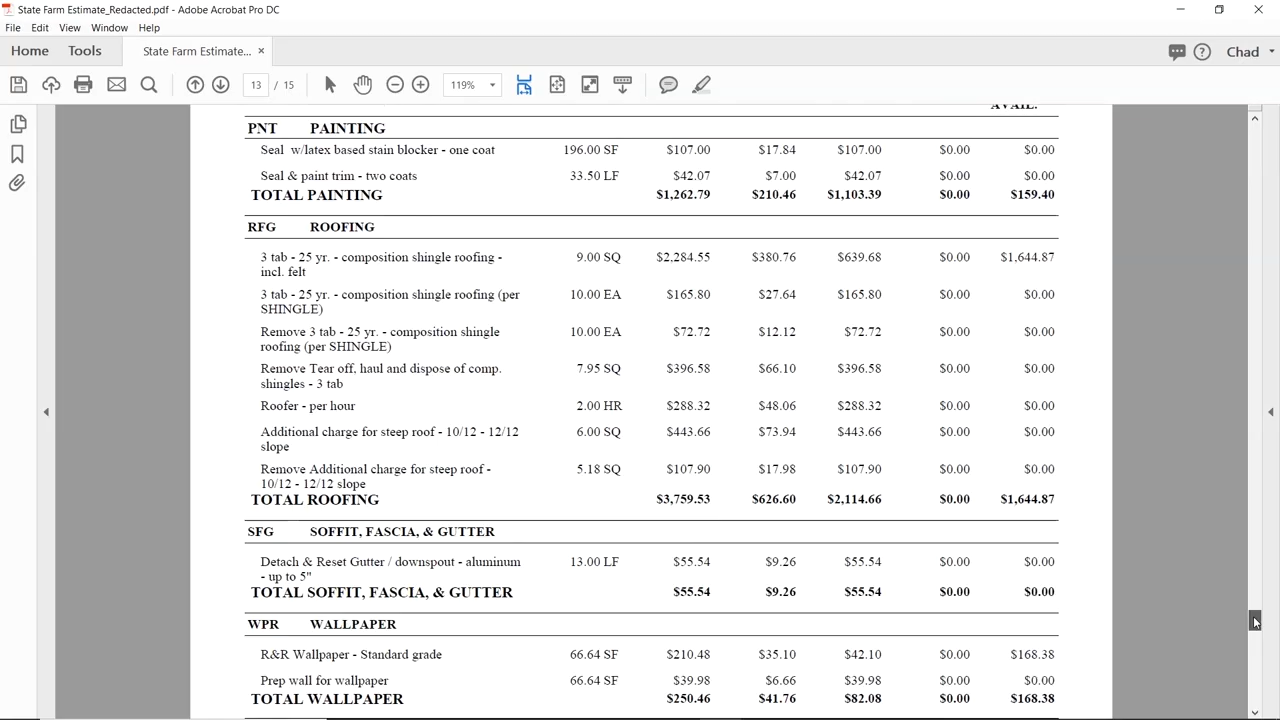 State Farm Estimate_Redacted.pdf - Adobe Acrobat Pro DC
File Edit View Window Help
Home Tools State Farm Estimate... × Chad
13 / 15 119%
AVAIL.
PNT PAINTING
Seal w/latex based stain blocker - one coat 196.00 SF $107.00 $17.84 $107.00 $0.00 $0.00
Seal & paint trim - two coats 33.50 LF $42.07 $7.00 $42.07 $0.00 $0.00
TOTAL PAINTING $1,262.79 $210.46 $1,103.39 $0.00 $159.40
RFG ROOFING
3 tab - 25 yr. - composition shingle roofing - 9.00 SQ $2,284.55 $380.76 $639.68 $0.00 $1,644.87
incl. felt
3 tab - 25 yr. - composition shingle roofing (per 10.00 EA $165.80 $27.64 $165.80 $0.00 $0.00
SHINGLE)
Remove 3 tab - 25 yr. - composition shingle 10.00 EA $72.72 $12.12 $72.72 $0.00 $0.00
roofing (per SHINGLE)
Remove Tear off, haul and dispose of comp. 7.95 SQ $396.58 $66.10 $396.58 $0.00 $0.00
shingles - 3 tab
Roofer - per hour 2.00 HR $288.32 $48.06 $288.32 $0.00 $0.00
Additional charge for steep roof - 10/12 - 12/12 6.00 SQ $443.66 $73.94 $443.66 $0.00 $0.00
slope
Remove Additional charge for steep roof - 5.18 SQ $107.90 $17.98 $107.90 $0.00 $0.00
10/12 - 12/12 slope
TOTAL ROOFING $3,759.53 $626.60 $2,114.66 $0.00 $1,644.87
SFG SOFFIT, FASCIA, & GUTTER
Detach & Reset Gutter / downspout - aluminum 13.00 LF $55.54 $9.26 $55.54 $0.00 $0.00
- up to 5"
TOTAL SOFFIT, FASCIA, & GUTTER $55.54 $9.26 $55.54 $0.00 $0.00
WPR WALLPAPER
R&R Wallpaper - Standard grade 66.64 SF $210.48 $35.10 $42.10 $0.00 $168.38
Prep wall for wallpaper 66.64 SF $39.98 $6.66 $39.98 $0.00 $0.00
TOTAL WALLPAPER $250.46 $41.76 $82.08 $0.00 $168.38